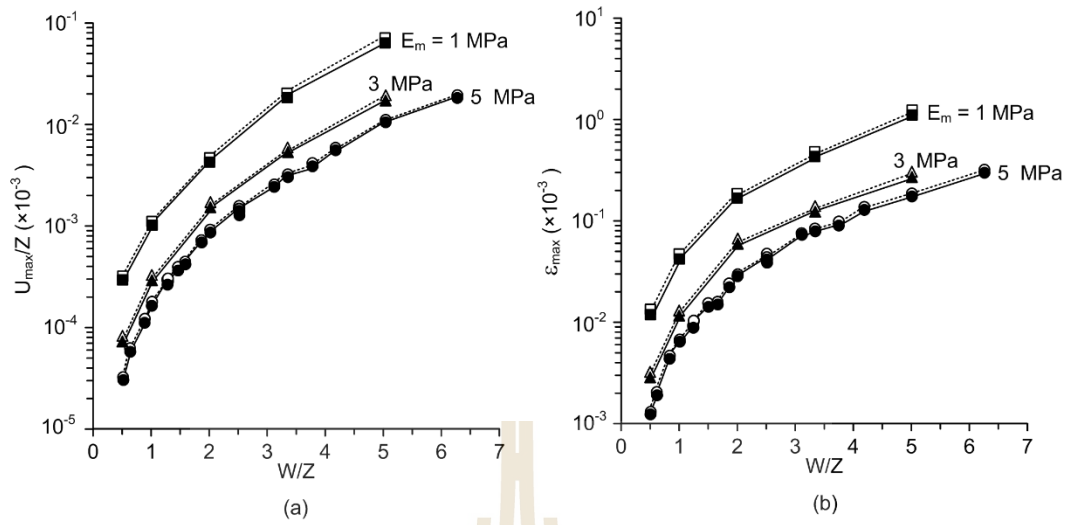 10⁻¹
10⁻²
10⁻³
10⁻⁴
10⁻⁵
Uₘₐₓ/Z (×10⁻³)
Eₘ = 1 MPa
3 MPa
5 MPa
0 1 2 3 4 5 6 7
W/Z
(a)
10¹
10⁰
10⁻¹
10⁻²
10⁻³
εₘₐₓ (×10⁻³)
Eₘ = 1 MPa
3 MPa
5 MPa
0 1 2 3 4 5 6 7
W/Z
(b)